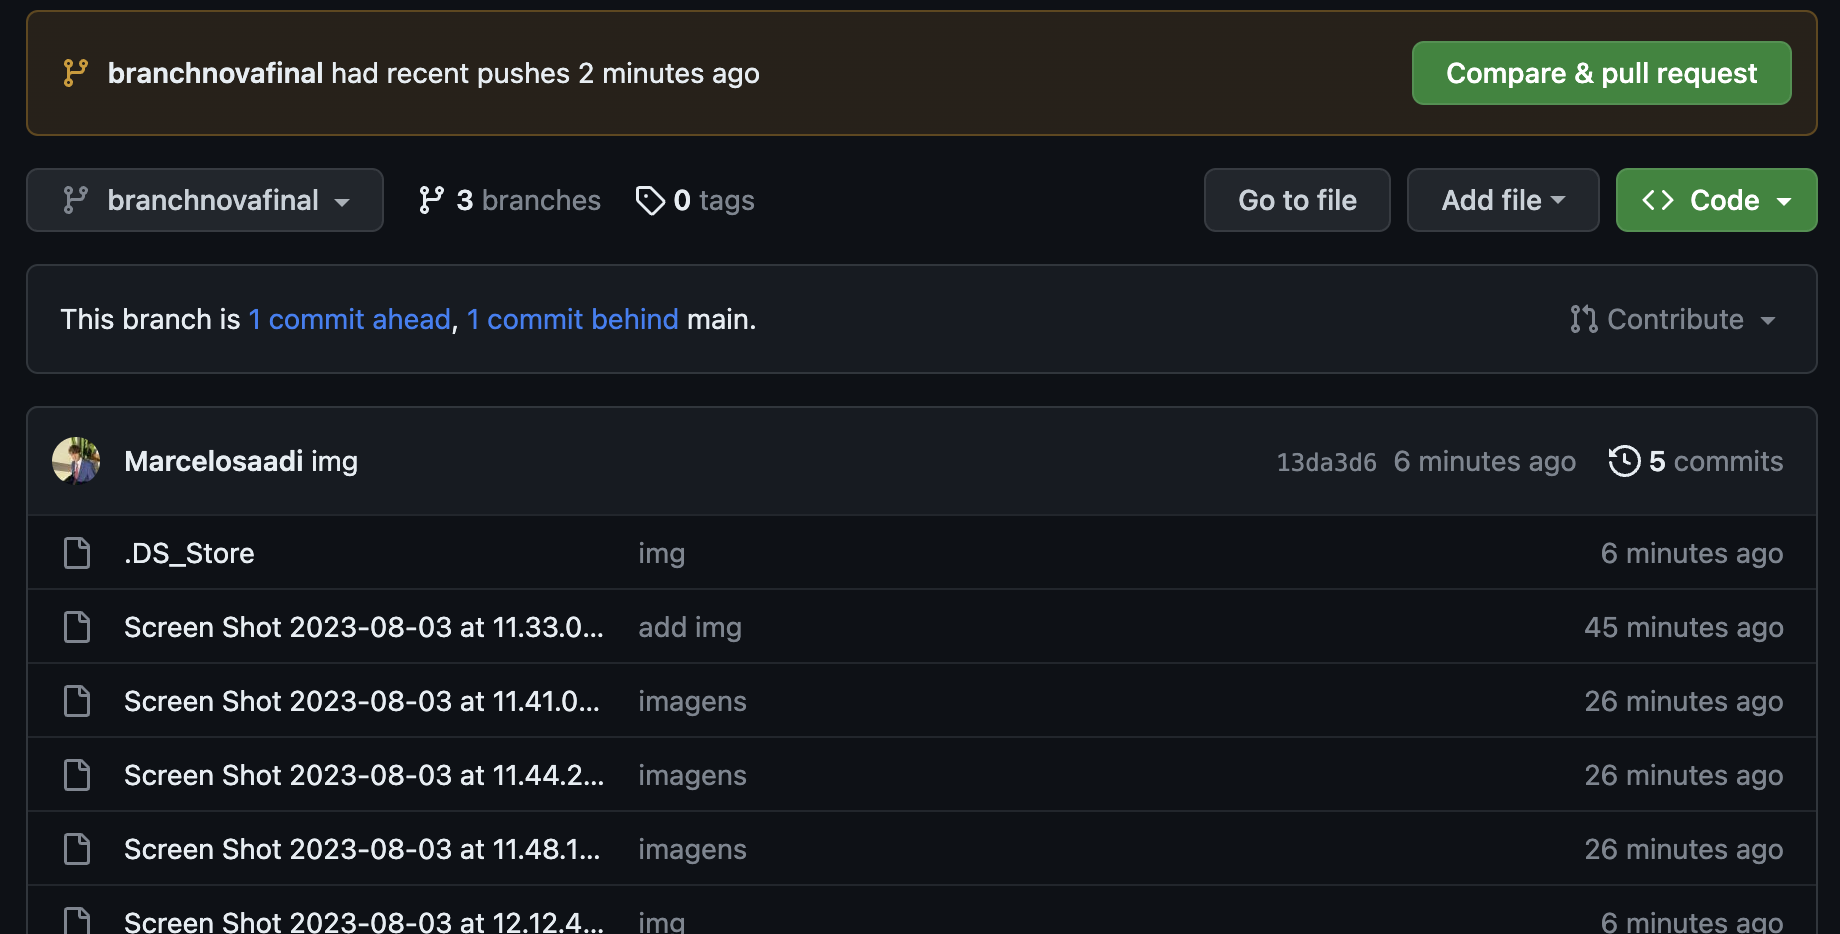 branchnovafinal had recent pushes 2 minutes ago
Compare & pull request
branchnovafinal
3 branches
0 tags
Go to file
Add file
<> Code
This branch is 1 commit ahead, 1 commit behind main.
Contribute
Marcelosaadi img
13da3d6 6 minutes ago
5 commits
.DS_Store img 6 minutes ago
Screen Shot 2023-08-03 at 11.33.0... add img 45 minutes ago
Screen Shot 2023-08-03 at 11.41.0... imagens 26 minutes ago
Screen Shot 2023-08-03 at 11.44.2... imagens 26 minutes ago
Screen Shot 2023-08-03 at 11.48.1... imagens 26 minutes ago
Screen Shot 2023-08-03 at 12.12.4... img 6 minutes ago